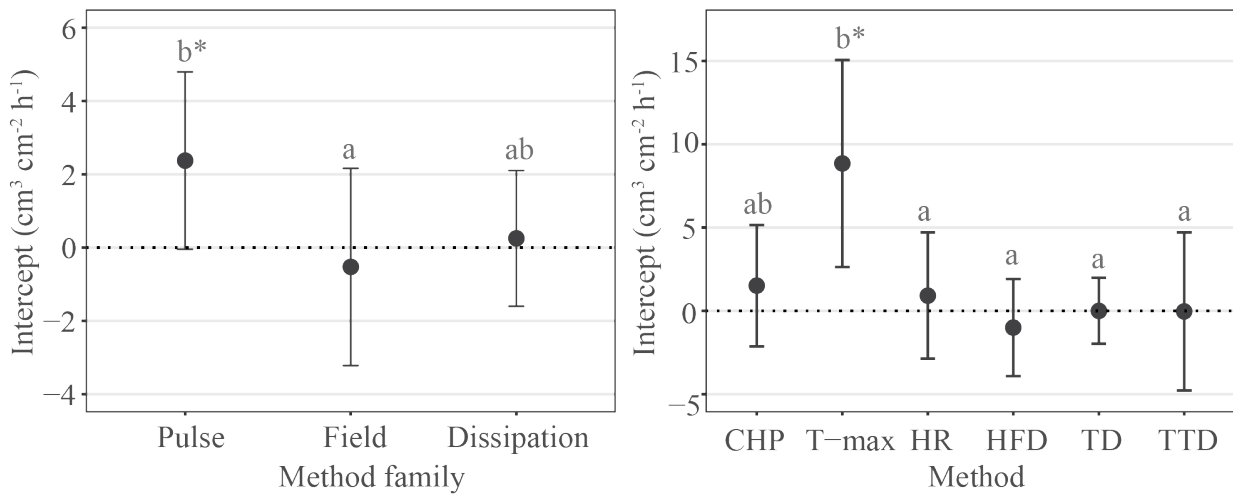 Intercept (cm³ cm⁻² h⁻¹)
6
4
2
0
−2
−4
b*
a
ab
Pulse Field Dissipation
Method family
Intercept (cm³ cm⁻² h⁻¹)
15
10
5
0
−5
ab
b*
a
a
a
a
CHP T−max HR HFD TD TTD
Method